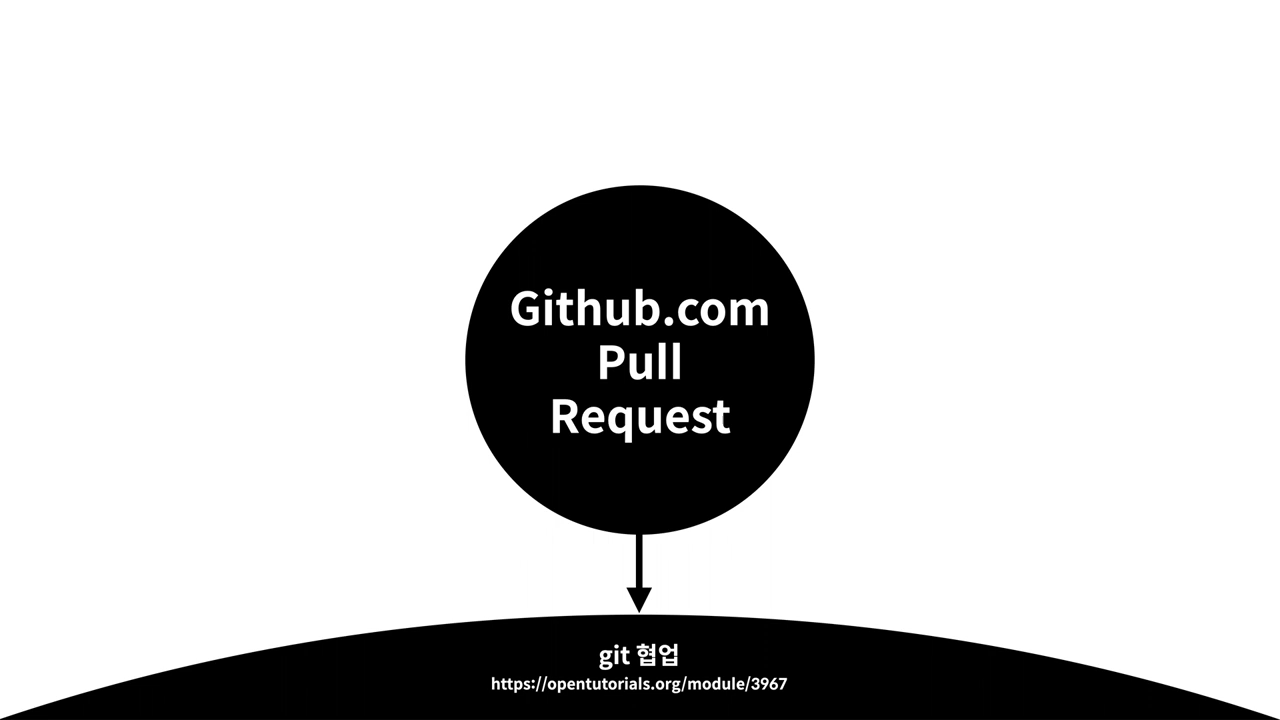 Github.com
Pull
Request
git 협업
https://opentutorials.org/module/3967